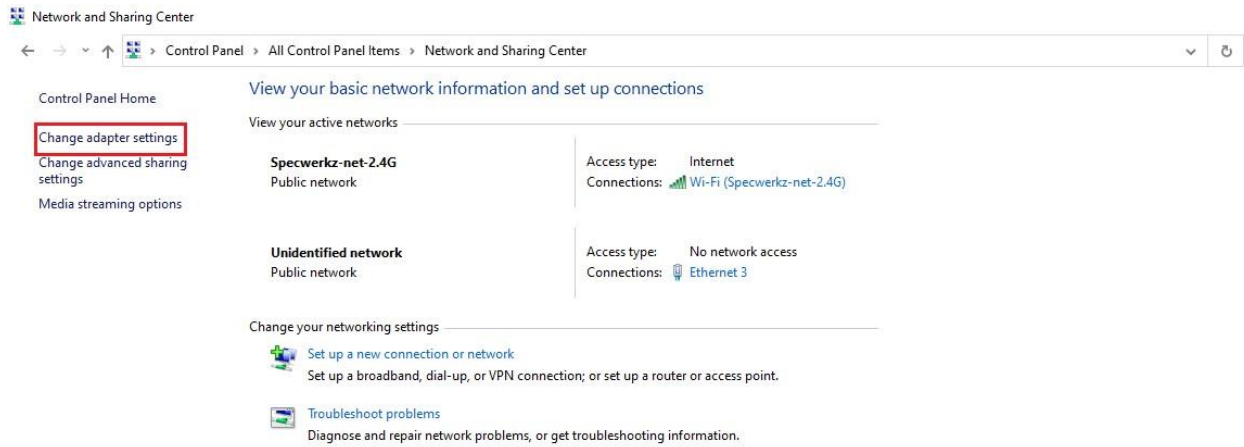 Network and Sharing Center
Control Panel > All Control Panel Items > Network and Sharing Center
Control Panel Home
Change adapter settings
Change advanced sharing
settings
Media streaming options
View your basic network information and set up connections
View your active networks
Specwerkz-net-2.4G
Public network
Access type: Internet
Connections: Wi-Fi (Specwerkz-net-2.4G)
Unidentified network
Public network
Access type: No network access
Connections: Ethernet 3
Change your networking settings
Set up a new connection or network
Set up a broadband, dial-up, or VPN connection; or set up a router or access point.
Troubleshoot problems
Diagnose and repair network problems, or get troubleshooting information.